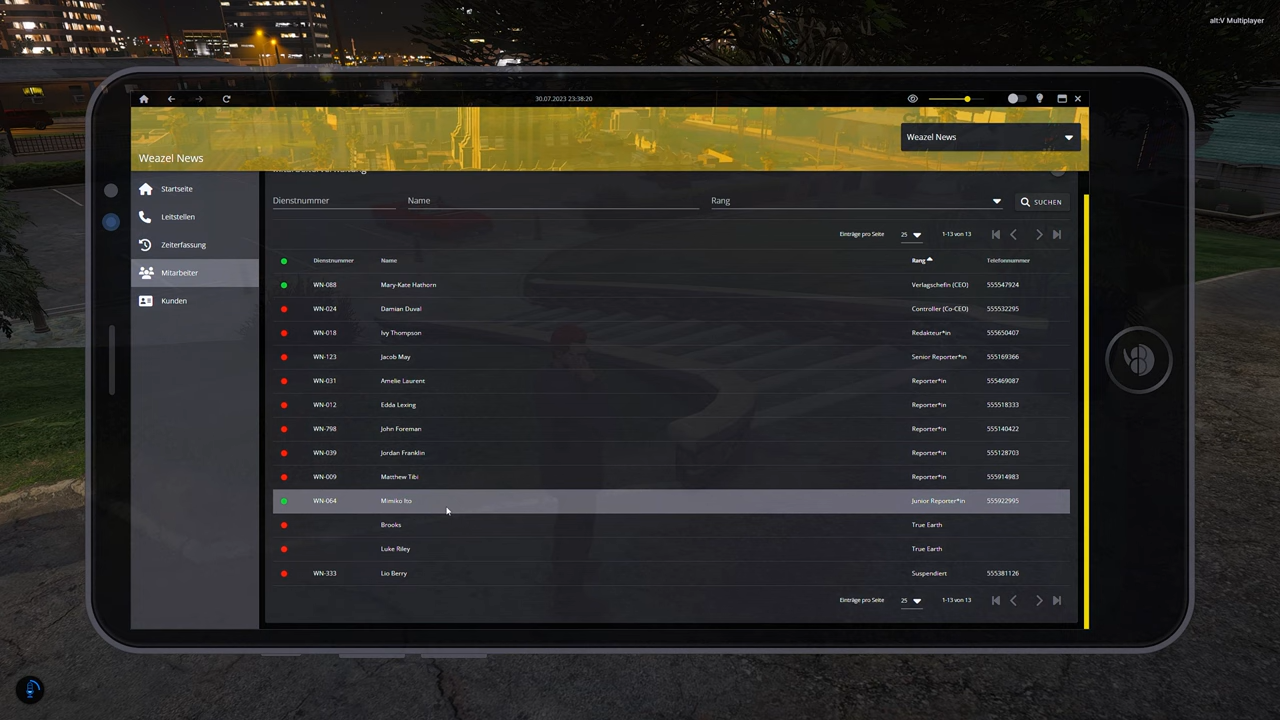 alt:V Multiplayer
30.07.2023 23:38:20
Weazel News
Weazel News
Startseite
Leitstellen
Zeiterfassung
Mitarbeiter
Kunden
Dienstnummer Name Rang SUCHEN
Einträge pro Seite 25 1-13 von 13
Dienstnummer Name Rang Telefonnummer
WN-088 Mary-Kate Hathorn Verlagschefin (CEO) 555547924
WN-024 Damian Duval Controller (Co-CEO) 555532295
WN-018 Ivy Thompson Redakteur*in 555650407
WN-123 Jacob May Senior Reporter*in 555169366
WN-031 Amelie Laurent Reporter*in 555469087
WN-012 Edda Lexing Reporter*in 555518333
WN-798 John Foreman Reporter*in 555140422
WN-039 Jordan Franklin Reporter*in 555128703
WN-009 Matthew Tibi Reporter*in 555914983
WN-064 Mimiko Ito Junior Reporter*in 555922995
Brooks True Earth
Luke Riley True Earth
WN-333 Lio Berry Suspendiert 555381126
Einträge pro Seite 25 1-13 von 13